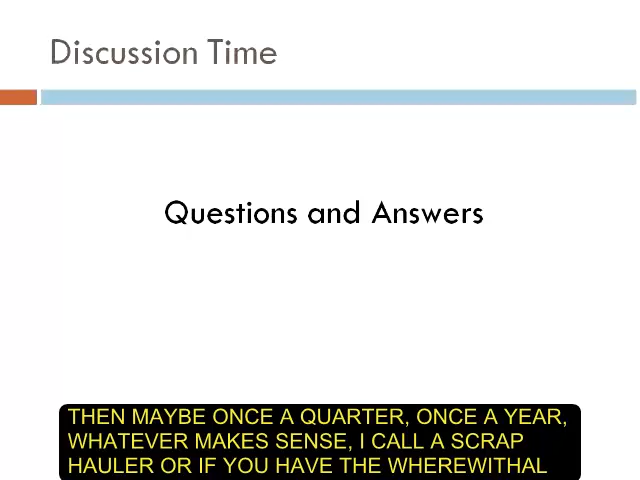 Discussion Time
Questions and Answers
THEN MAYBE ONCE A QUARTER, ONCE A YEAR,
WHATEVER MAKES SENSE, I CALL A SCRAP
HAULER OR IF YOU HAVE THE WHEREWITHAL